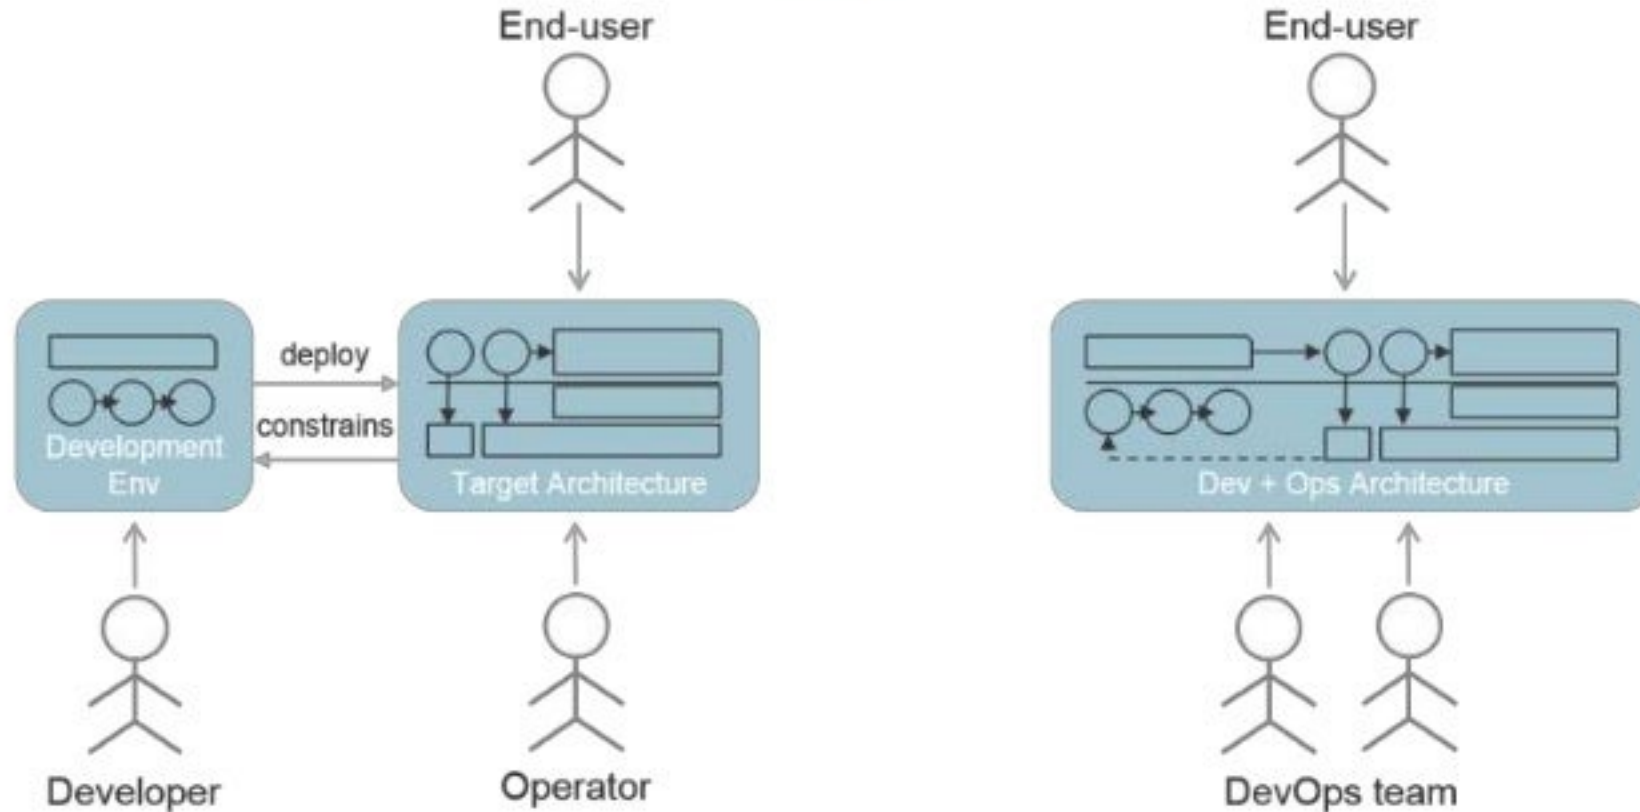 End-user
End-user
deploy
constrains
Development
Env
Target Architecture
Dev + Ops Architecture
Developer
Operator
DevOps team